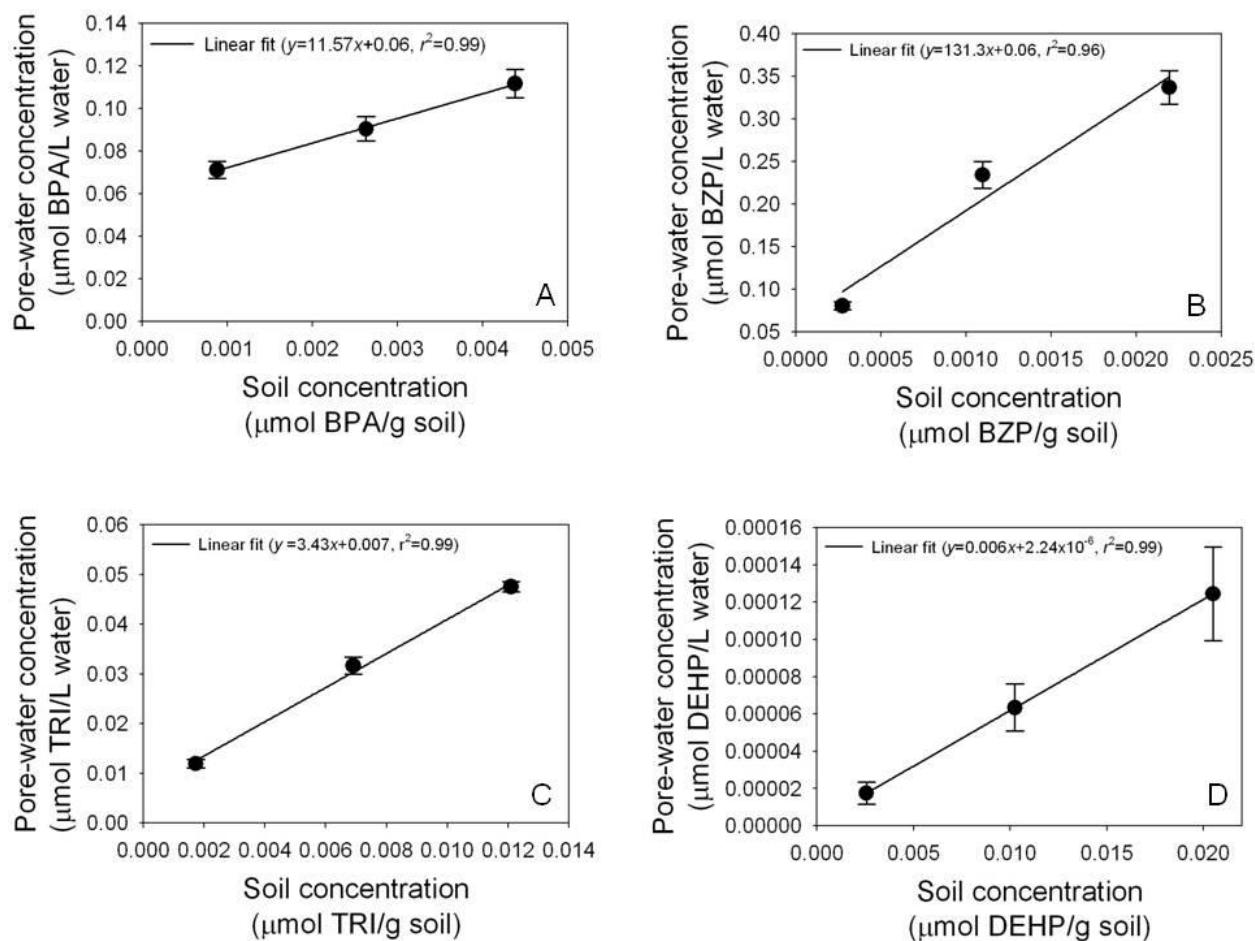 Pore-water concentration
(μmol BPA/L water)
0.14
0.12
0.10
0.08
0.06
0.04
0.02
0.00
Linear fit (y=11.57x+0.06, r²=0.99)
A
0.000 0.001 0.002 0.003 0.004 0.005
Soil concentration
(μmol BPA/g soil)
Pore-water concentration
(μmol BZP/L water)
0.40
0.35
0.30
0.25
0.20
0.15
0.10
0.05
Linear fit (y=131.3x+0.06, r²=0.96)
B
0.0000 0.0005 0.0010 0.0015 0.0020 0.0025
Soil concentration
(μmol BZP/g soil)
Pore-water concentration
(μmol TRI/L water)
0.06
0.05
0.04
0.03
0.02
0.01
0.00
Linear fit (y =3.43x+0.007, r²=0.99)
C
0.000 0.002 0.004 0.006 0.008 0.010 0.012 0.014
Soil concentration
(μmol TRI/g soil)
Pore-water concentration
(μmol DEHP/L water)
0.00016
0.00014
0.00012
0.00010
0.00008
0.00006
0.00004
0.00002
0.00000
Linear fit (y=0.006x+2.24x10⁻⁶, r²=0.99)
D
0.000 0.005 0.010 0.015 0.020
Soil concentration
(μmol DEHP/g soil)